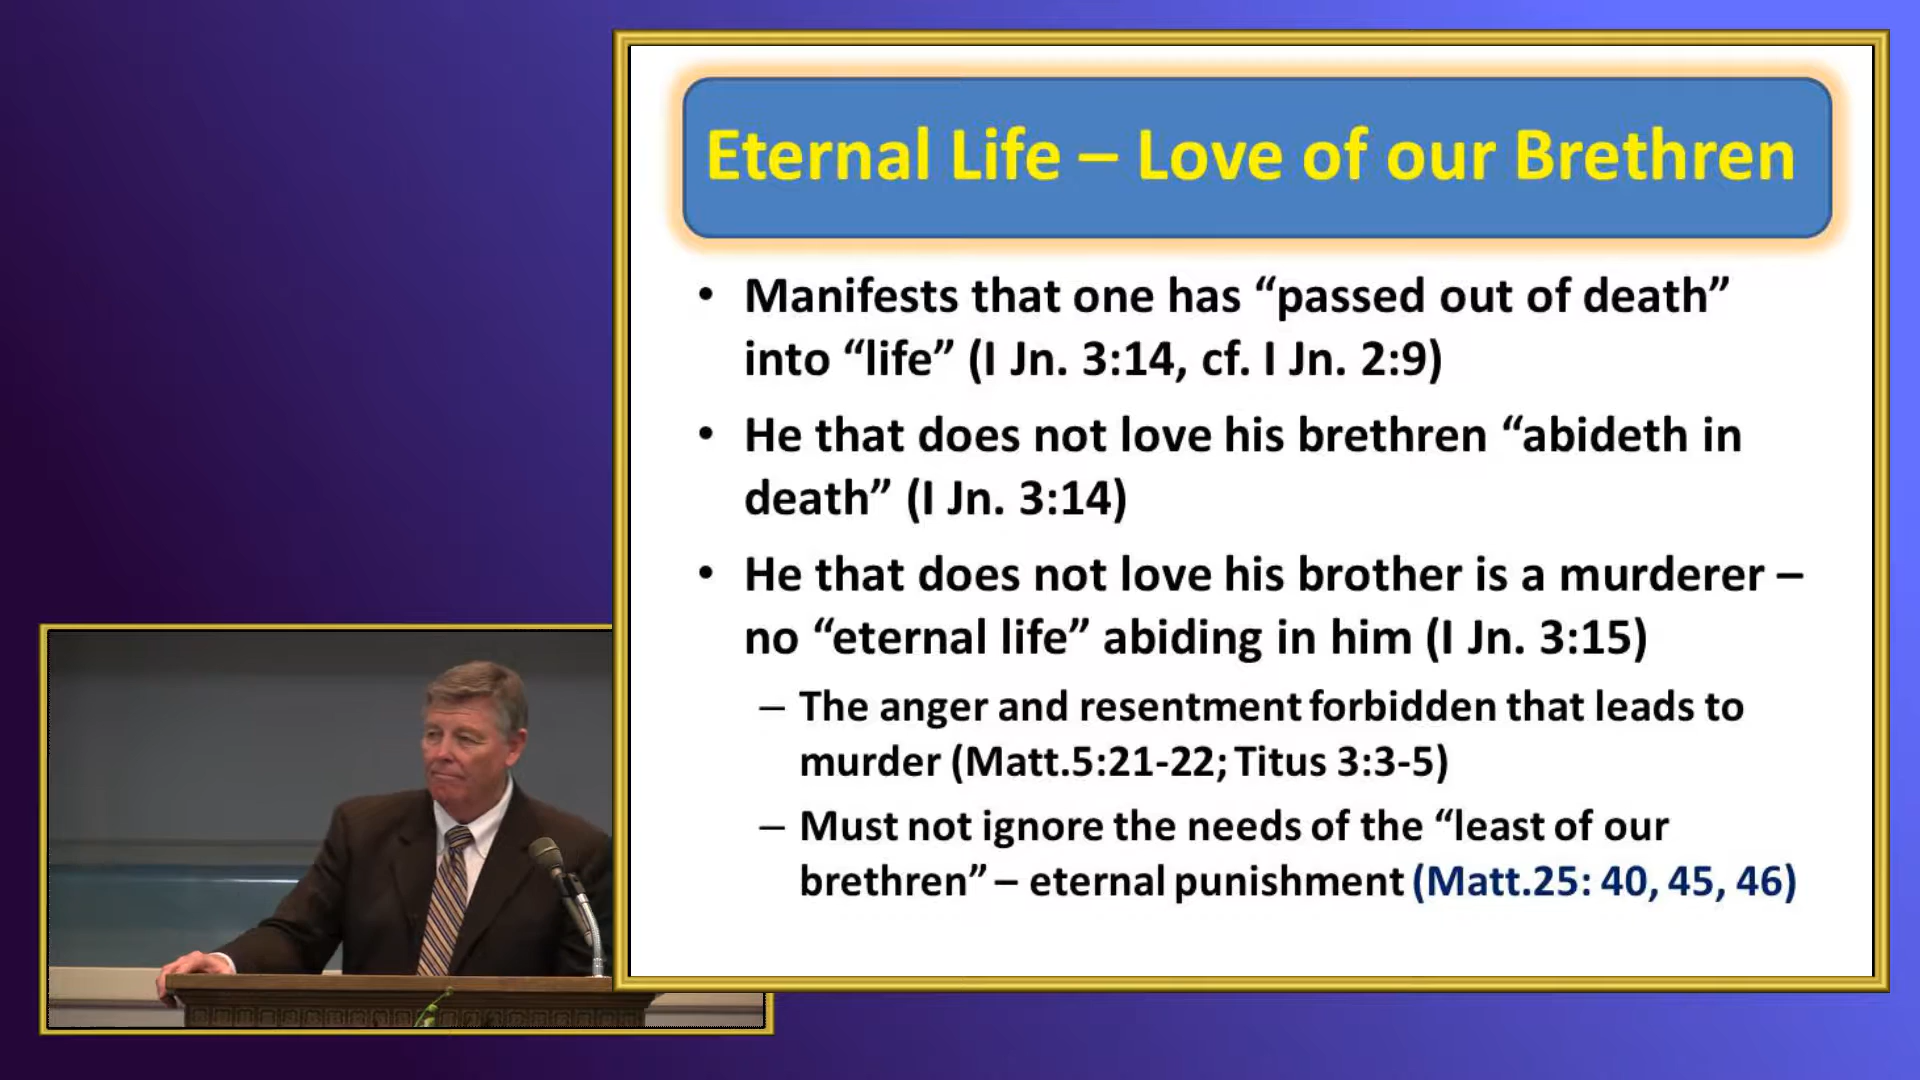 Eternal Life – Love of our Brethren
• Manifests that one has “passed out of death”
into “life” (I Jn. 3:14, cf. I Jn. 2:9)
• He that does not love his brethren “abideth in
death” (I Jn. 3:14)
• He that does not love his brother is a murderer –
no “eternal life” abiding in him (I Jn. 3:15)
– The anger and resentment forbidden that leads to
murder (Matt.5:21-22; Titus 3:3-5)
– Must not ignore the needs of the “least of our
brethren” – eternal punishment (Matt.25: 40, 45, 46)